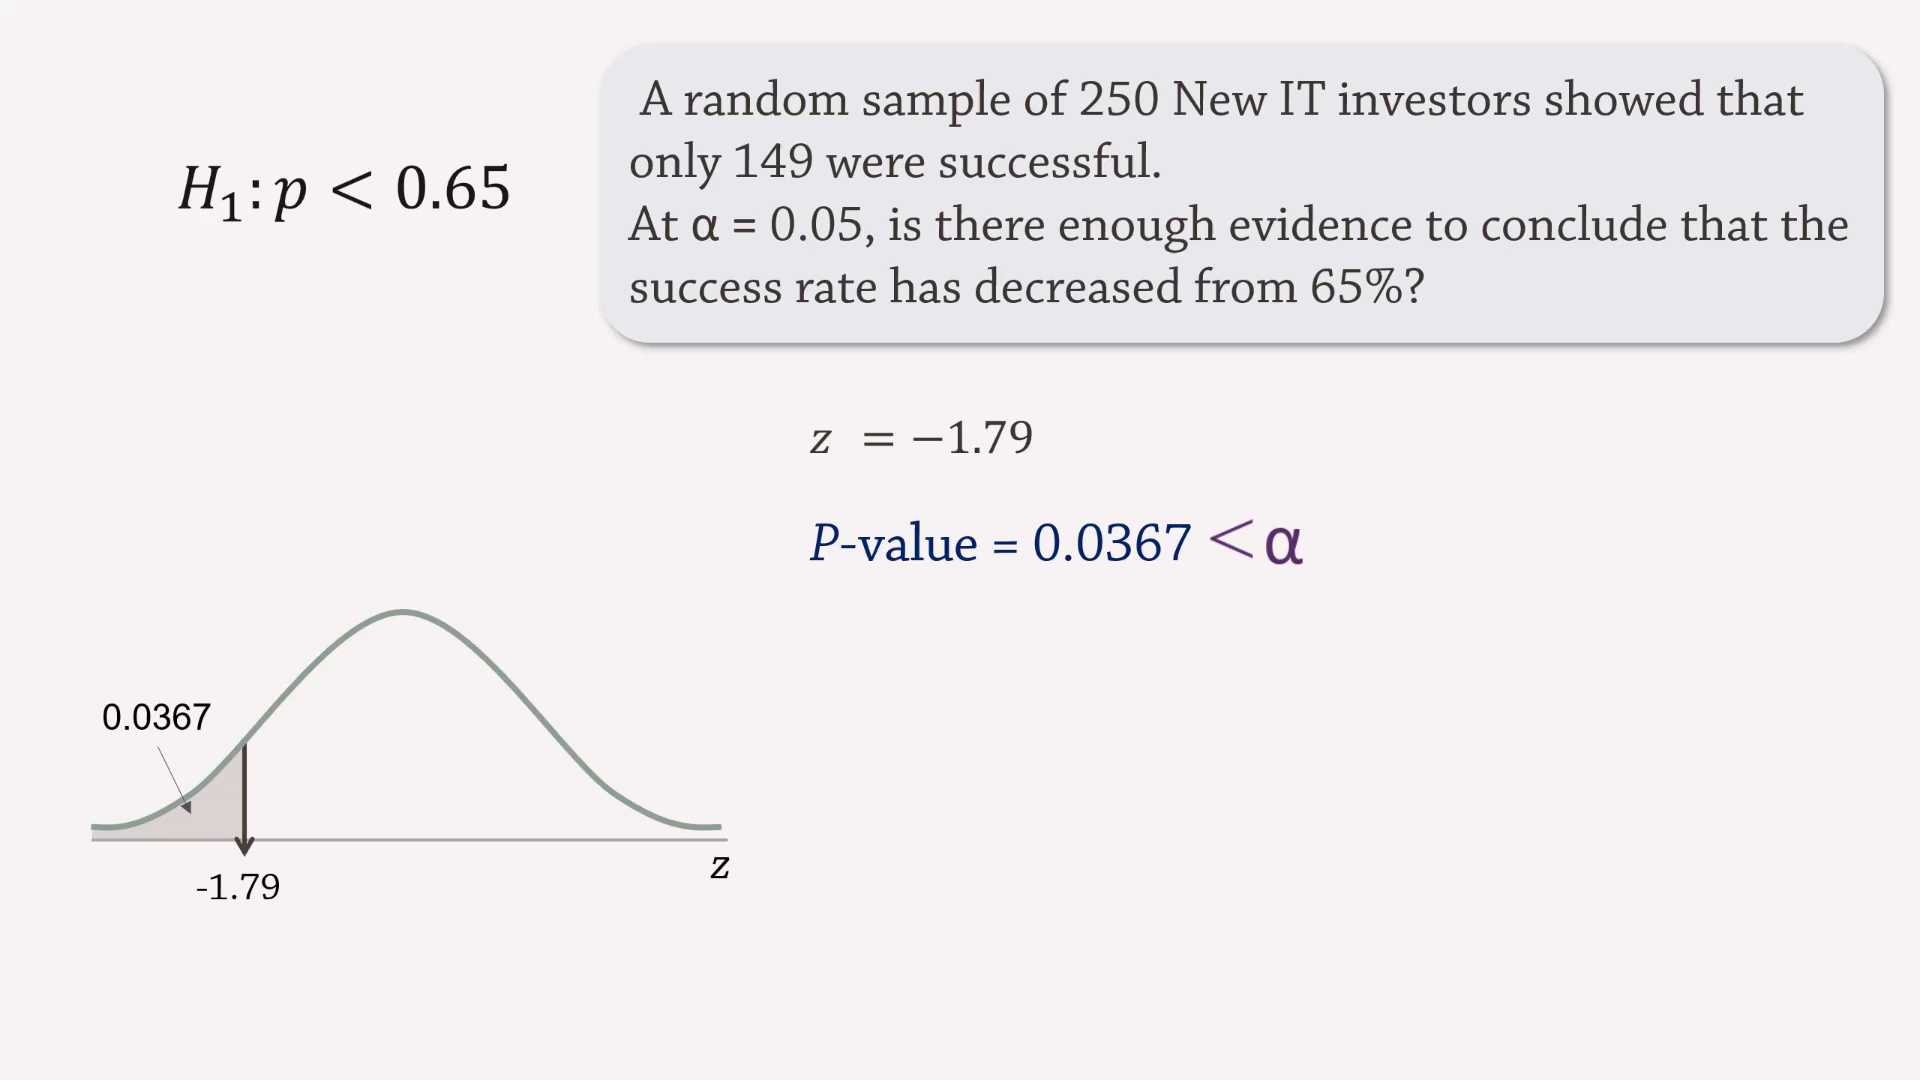 A random sample of 250 New IT investors showed that
only 149 were successful.
At α = 0.05, is there enough evidence to conclude that the
success rate has decreased from 65%?
H₁: p < 0.65
z = −1.79
P-value = 0.0367 < α
0.0367
-1.79
z